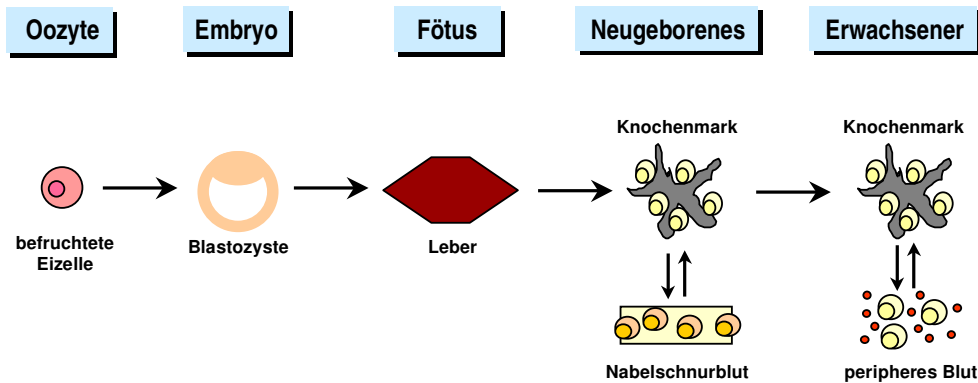 Oozyte
Embryo
Fötus
Neugeborenes
Erwachsener
Knochenmark
Knochenmark
befruchtete
Eizelle
Blastozyste
Leber
Nabelschnurblut
peripheres Blut